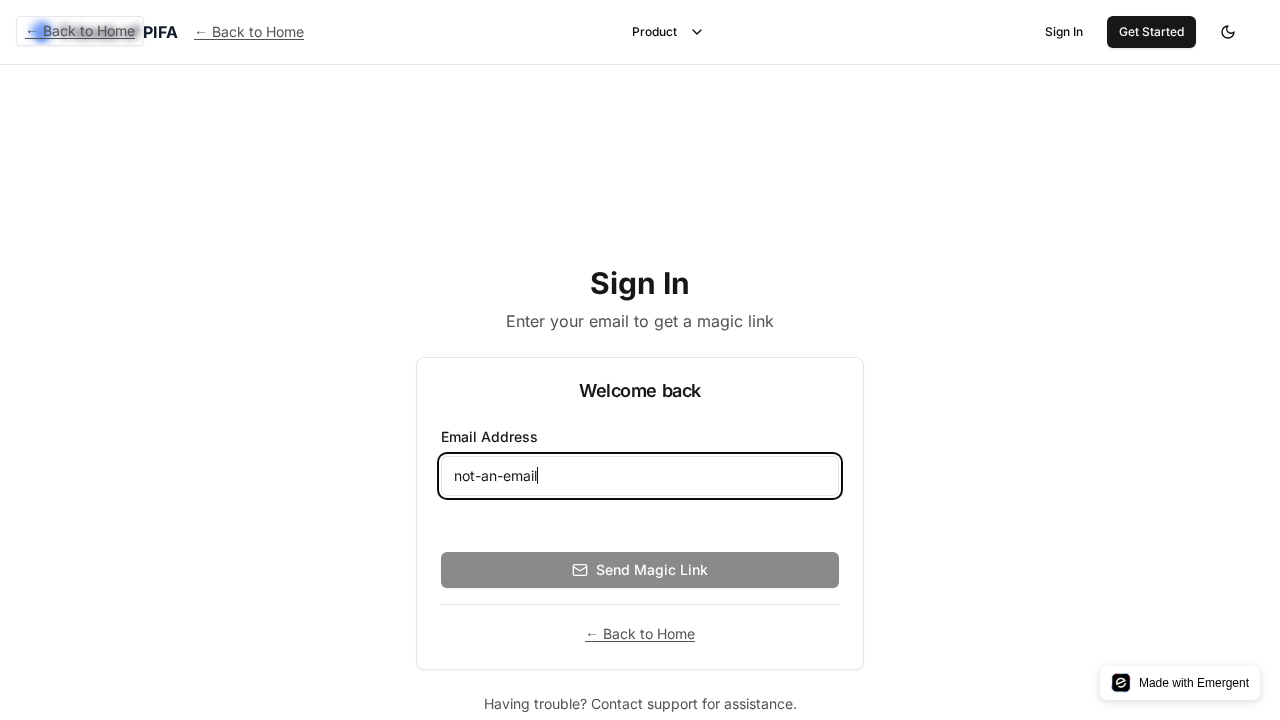 ← Back to Home
PIFA
← Back to Home
Product
Sign In
Get Started
Sign In
Enter your email to get a magic link
Welcome back
Email Address
not-an-email
Send Magic Link
← Back to Home
Having trouble? Contact support for assistance.
Made with Emergent